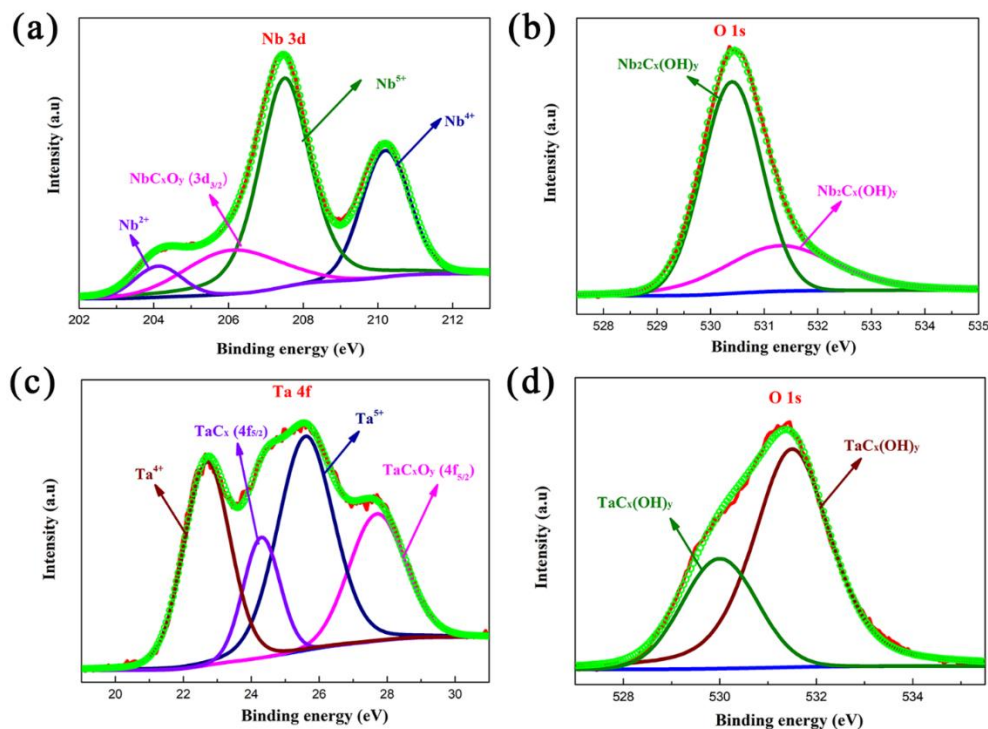 (a)
Nb 3d
Nb⁵⁺
Nb⁴⁺
NbCₓOᵧ (3d₃/₂)
Nb²⁺
Intensity (a.u)
202 204 206 208 210 212
Binding energy (eV)
(b)
O 1s
Nb₂Cₓ(OH)ᵧ
Nb₂Cₓ(OH)ᵧ
Intensity (a.u)
528 529 530 531 532 533 534 535
Binding energy (eV)
(c)
Ta 4f
TaCₓ (4f₅/₂)
Ta⁵⁺
Ta⁴⁺
TaCₓOᵧ (4f₅/₂)
Intensity (a.u)
20 22 24 26 28 30
Binding energy (eV)
(d)
O 1s
TaCₓ(OH)ᵧ
TaCₓ(OH)ᵧ
Intensity (a.u)
528 530 532 534
Binding energy (eV)